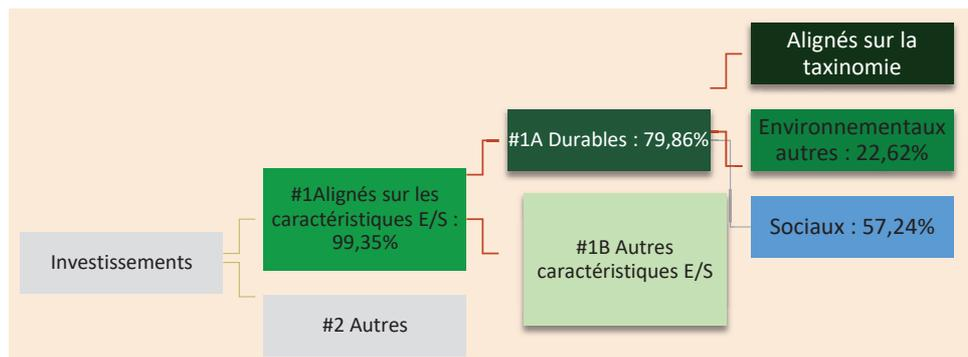 Investissements
#1Alignés sur les
caractéristiques E/S :
99,35%
#2 Autres
#1A Durables : 79,86%
#1B Autres
caractéristiques E/S
Alignés sur la
taxinomie
Environnementaux
autres : 22,62%
Sociaux : 57,24%